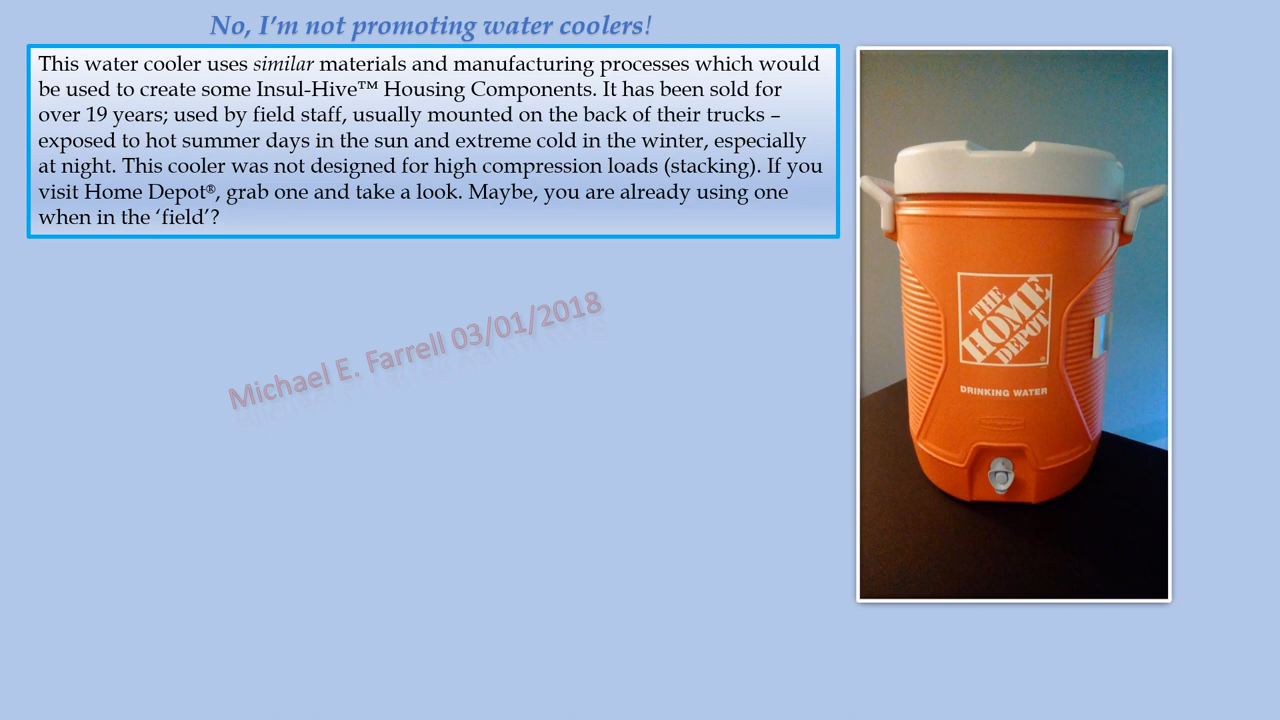 No, I’m not promoting water coolers!
This water cooler uses similar materials and manufacturing processes which would
be used to create some Insul-Hive™ Housing Components. It has been sold for
over 19 years; used by field staff, usually mounted on the back of their trucks –
exposed to hot summer days in the sun and extreme cold in the winter, especially
at night. This cooler was not designed for high compression loads (stacking). If you
visit Home Depot®, grab one and take a look. Maybe, you are already using one
when in the ‘field’?
Michael E. Farrell 03/01/2018
THE
HOME
DEPOT®
DRINKING WATER